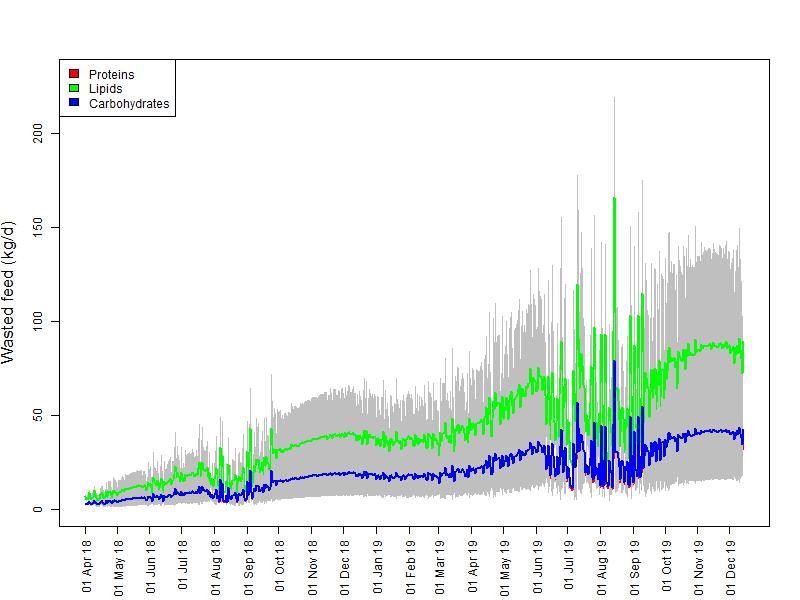 Proteins
Lipids
Carbohydrates
Wasted feed (kg/d)
200
150
100
50
0
01 Apr 18
01 May 18
01 Jun 18
01 Jul 18
01 Aug 18
01 Sep 18
01 Oct 18
01 Nov 18
01 Dec 18
01 Jan 19
01 Feb 19
01 Mar 19
01 Apr 19
01 May 19
01 Jun 19
01 Jul 19
01 Aug 19
01 Sep 19
01 Oct 19
01 Nov 19
01 Dec 19